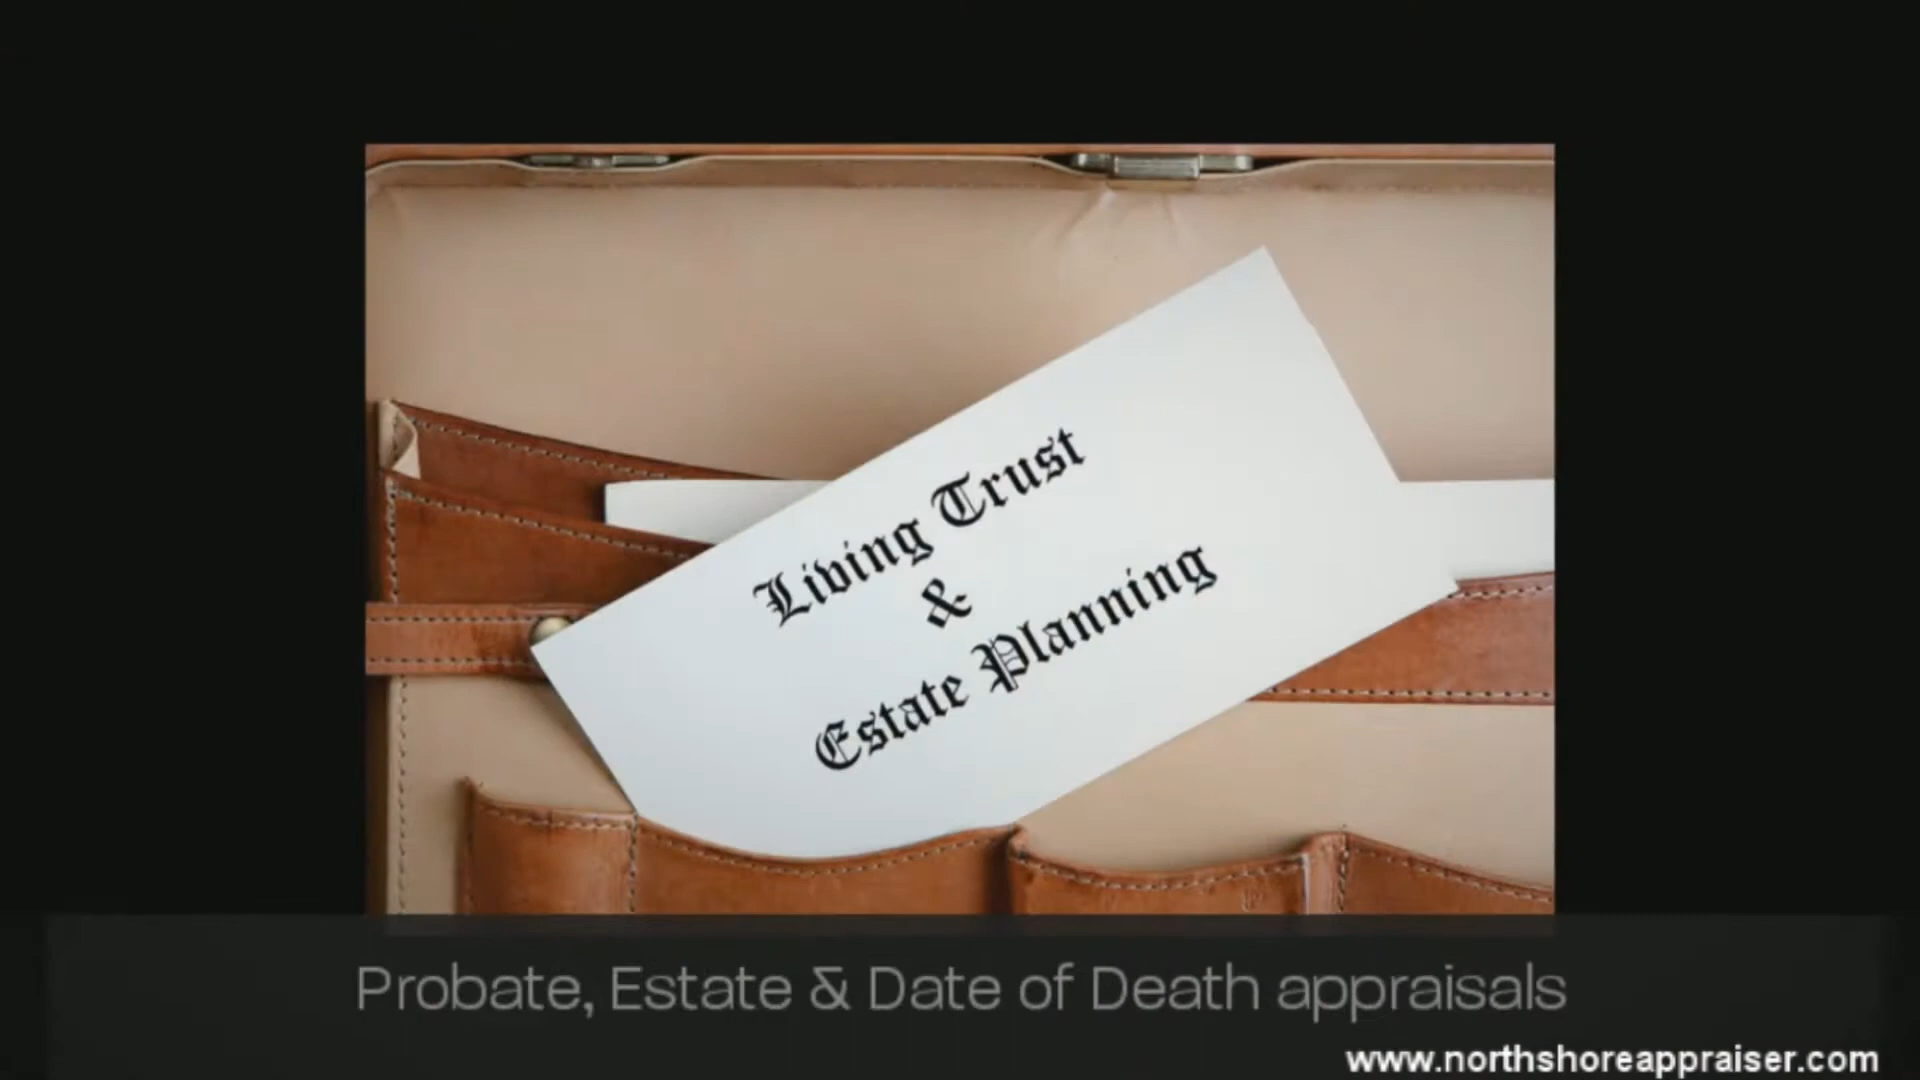 Living Trust
&
Estate Planning
Probate, Estate & Date of Death appraisals
www.northshoreappraiser.com